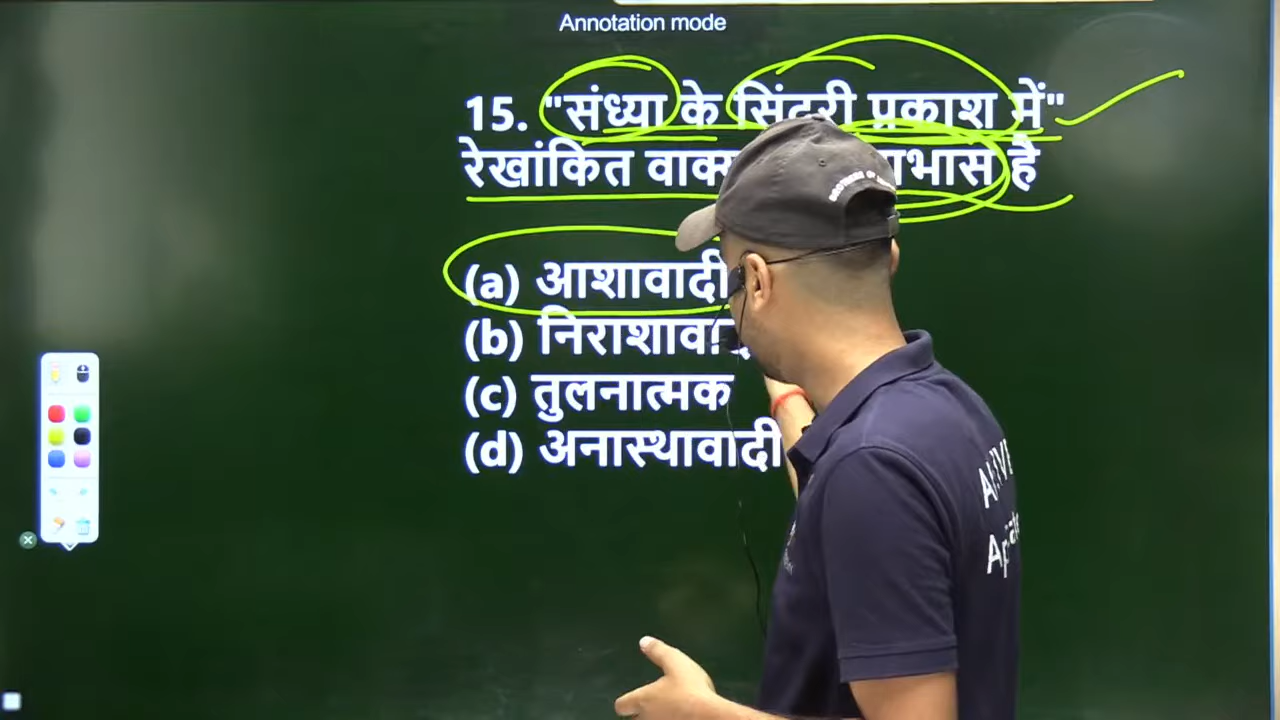 Annotation mode
15. "संध्या के सिंदूरी प्रकाश में"
रेखांकित है
(a) आशावादी
(b)
(c) तुलनात्मक
(d) अनास्थावादी